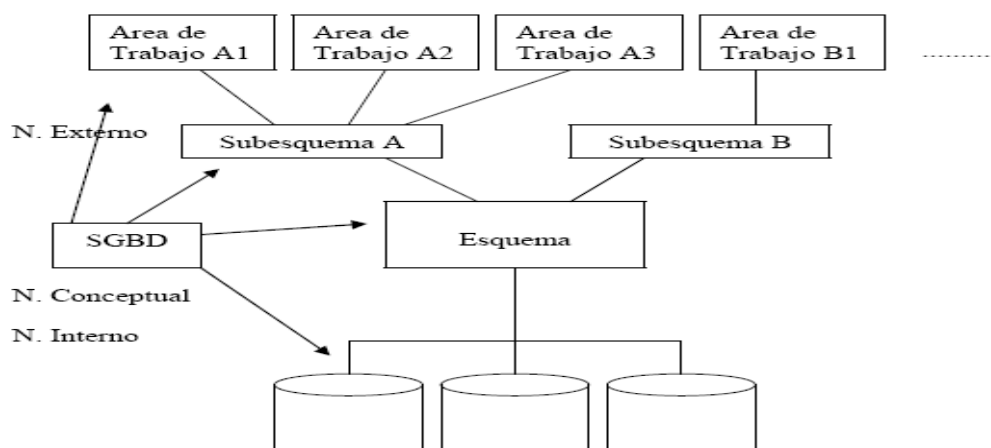 Area de
Trabajo A1
Area de
Trabajo A2
Area de
Trabajo A3
Area de
Trabajo B1
..........
N. Externo
Subesquema A
Subesquema B
SGBD
Esquema
N. Conceptual
N. Interno